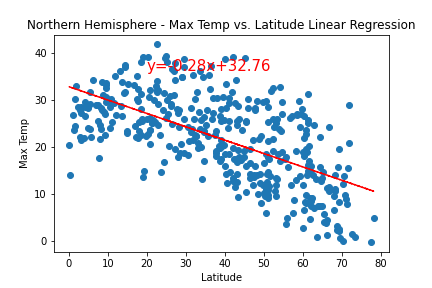 Northern Hemisphere - Max Temp vs. Latitude Linear Regression
y=-0.28x+32.76
Max Temp
40
30
20
10
0
0 10 20 30 40 50 60 70 80
Latitude